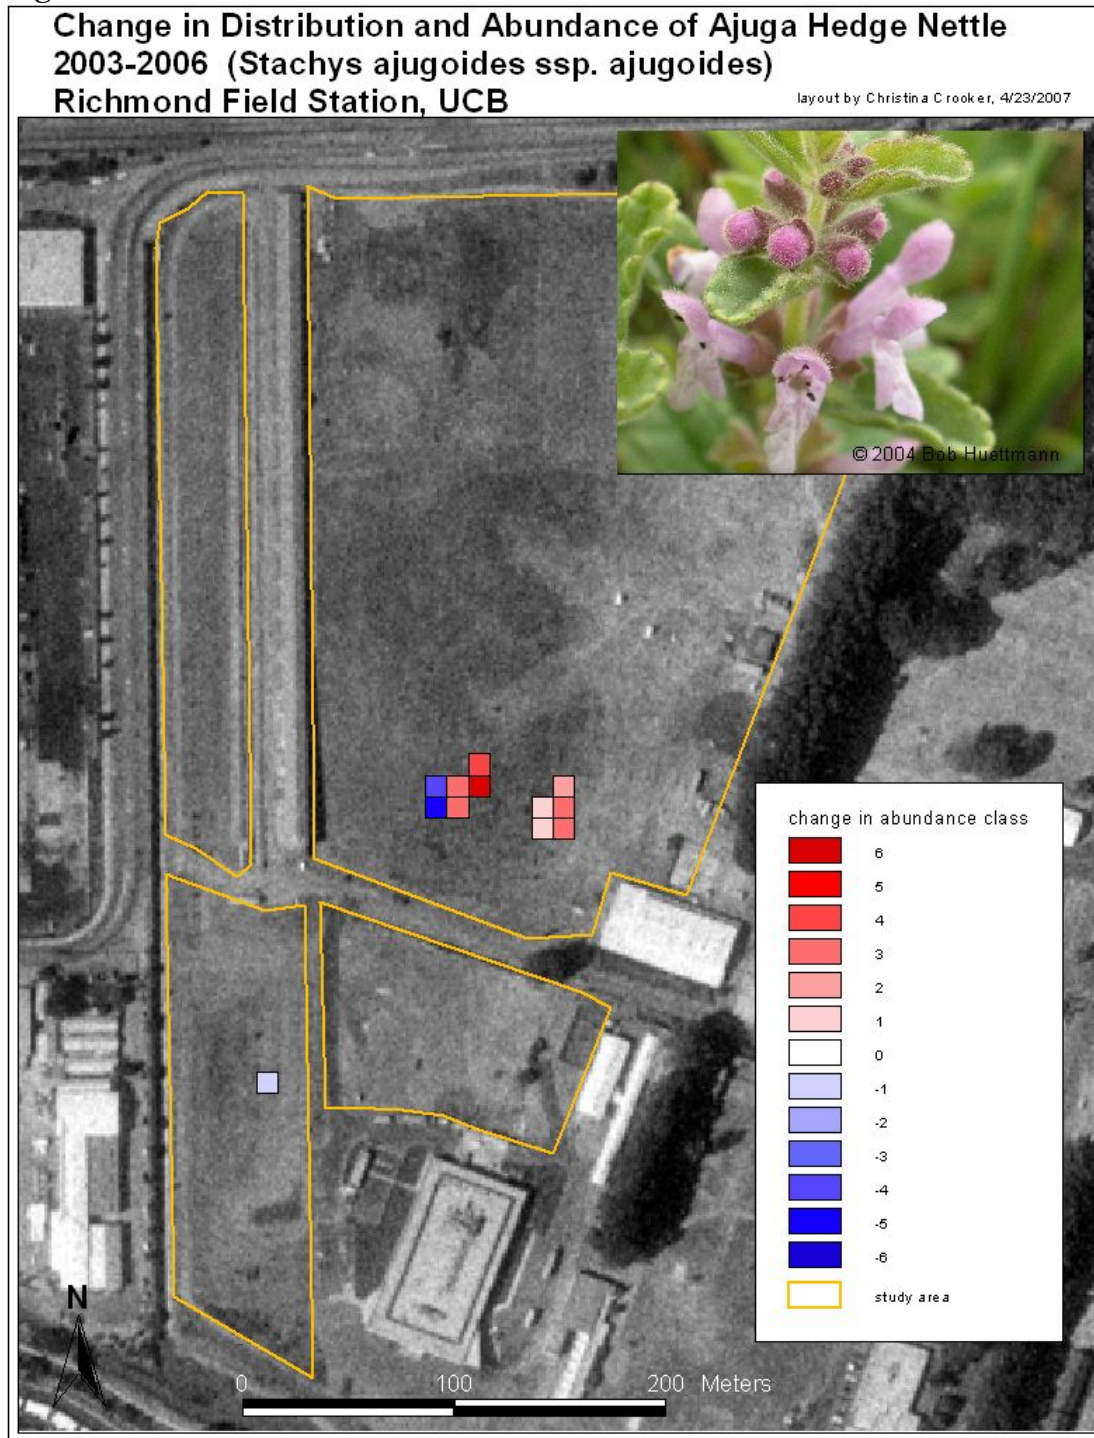 Change in Distribution and Abundance of Ajuga Hedge Nettle
2003-2006 (Stachys ajugoides ssp. ajugoides)
Richmond Field Station, UCB
layout by Christina Crooker, 4/23/2007
© 2004 Bob Huettmann
change in abundance class
6
5
4
3
2
1
0
-1
-2
-3
-4
-5
-6
study area
N
0 100 200 Meters